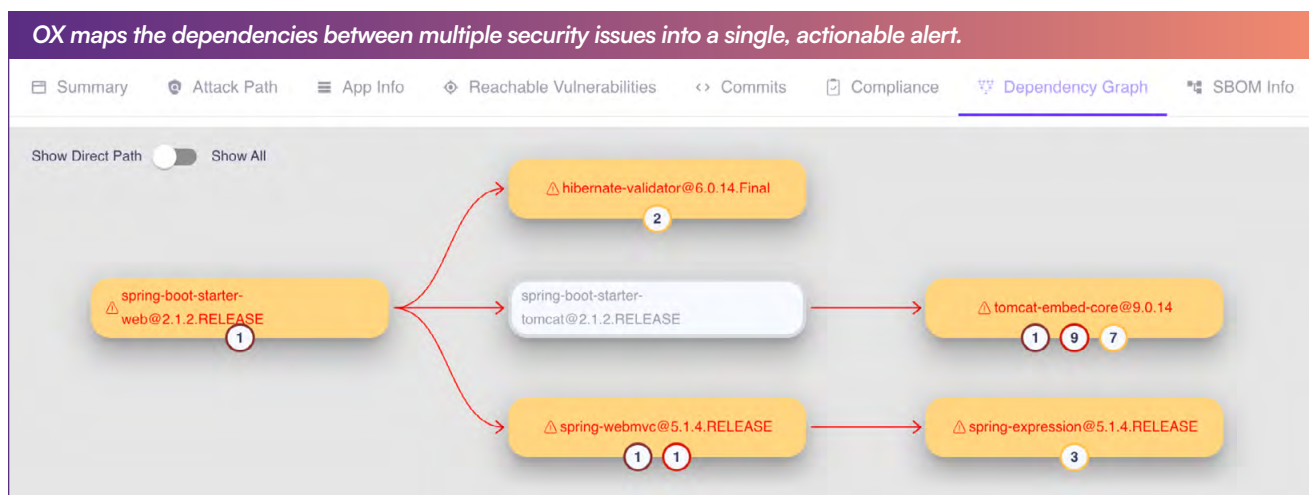 OX maps the dependencies between multiple security issues into a single, actionable alert.
Summary
Attack Path
App Info
Reachable Vulnerabilities
Commits
Compliance
Dependency Graph
SBOM Info
Show Direct Path
Show All
hibernate-validator@6.0.14.Final
2
spring-boot-starter-
web@2.1.2.RELEASE
1
spring-boot-starter-
tomcat@2.1.2.RELEASE
tomcat-embed-core@9.0.14
1 9 7
spring-webmvc@5.1.4.RELEASE
1 1
spring-expression@5.1.4.RELEASE
3